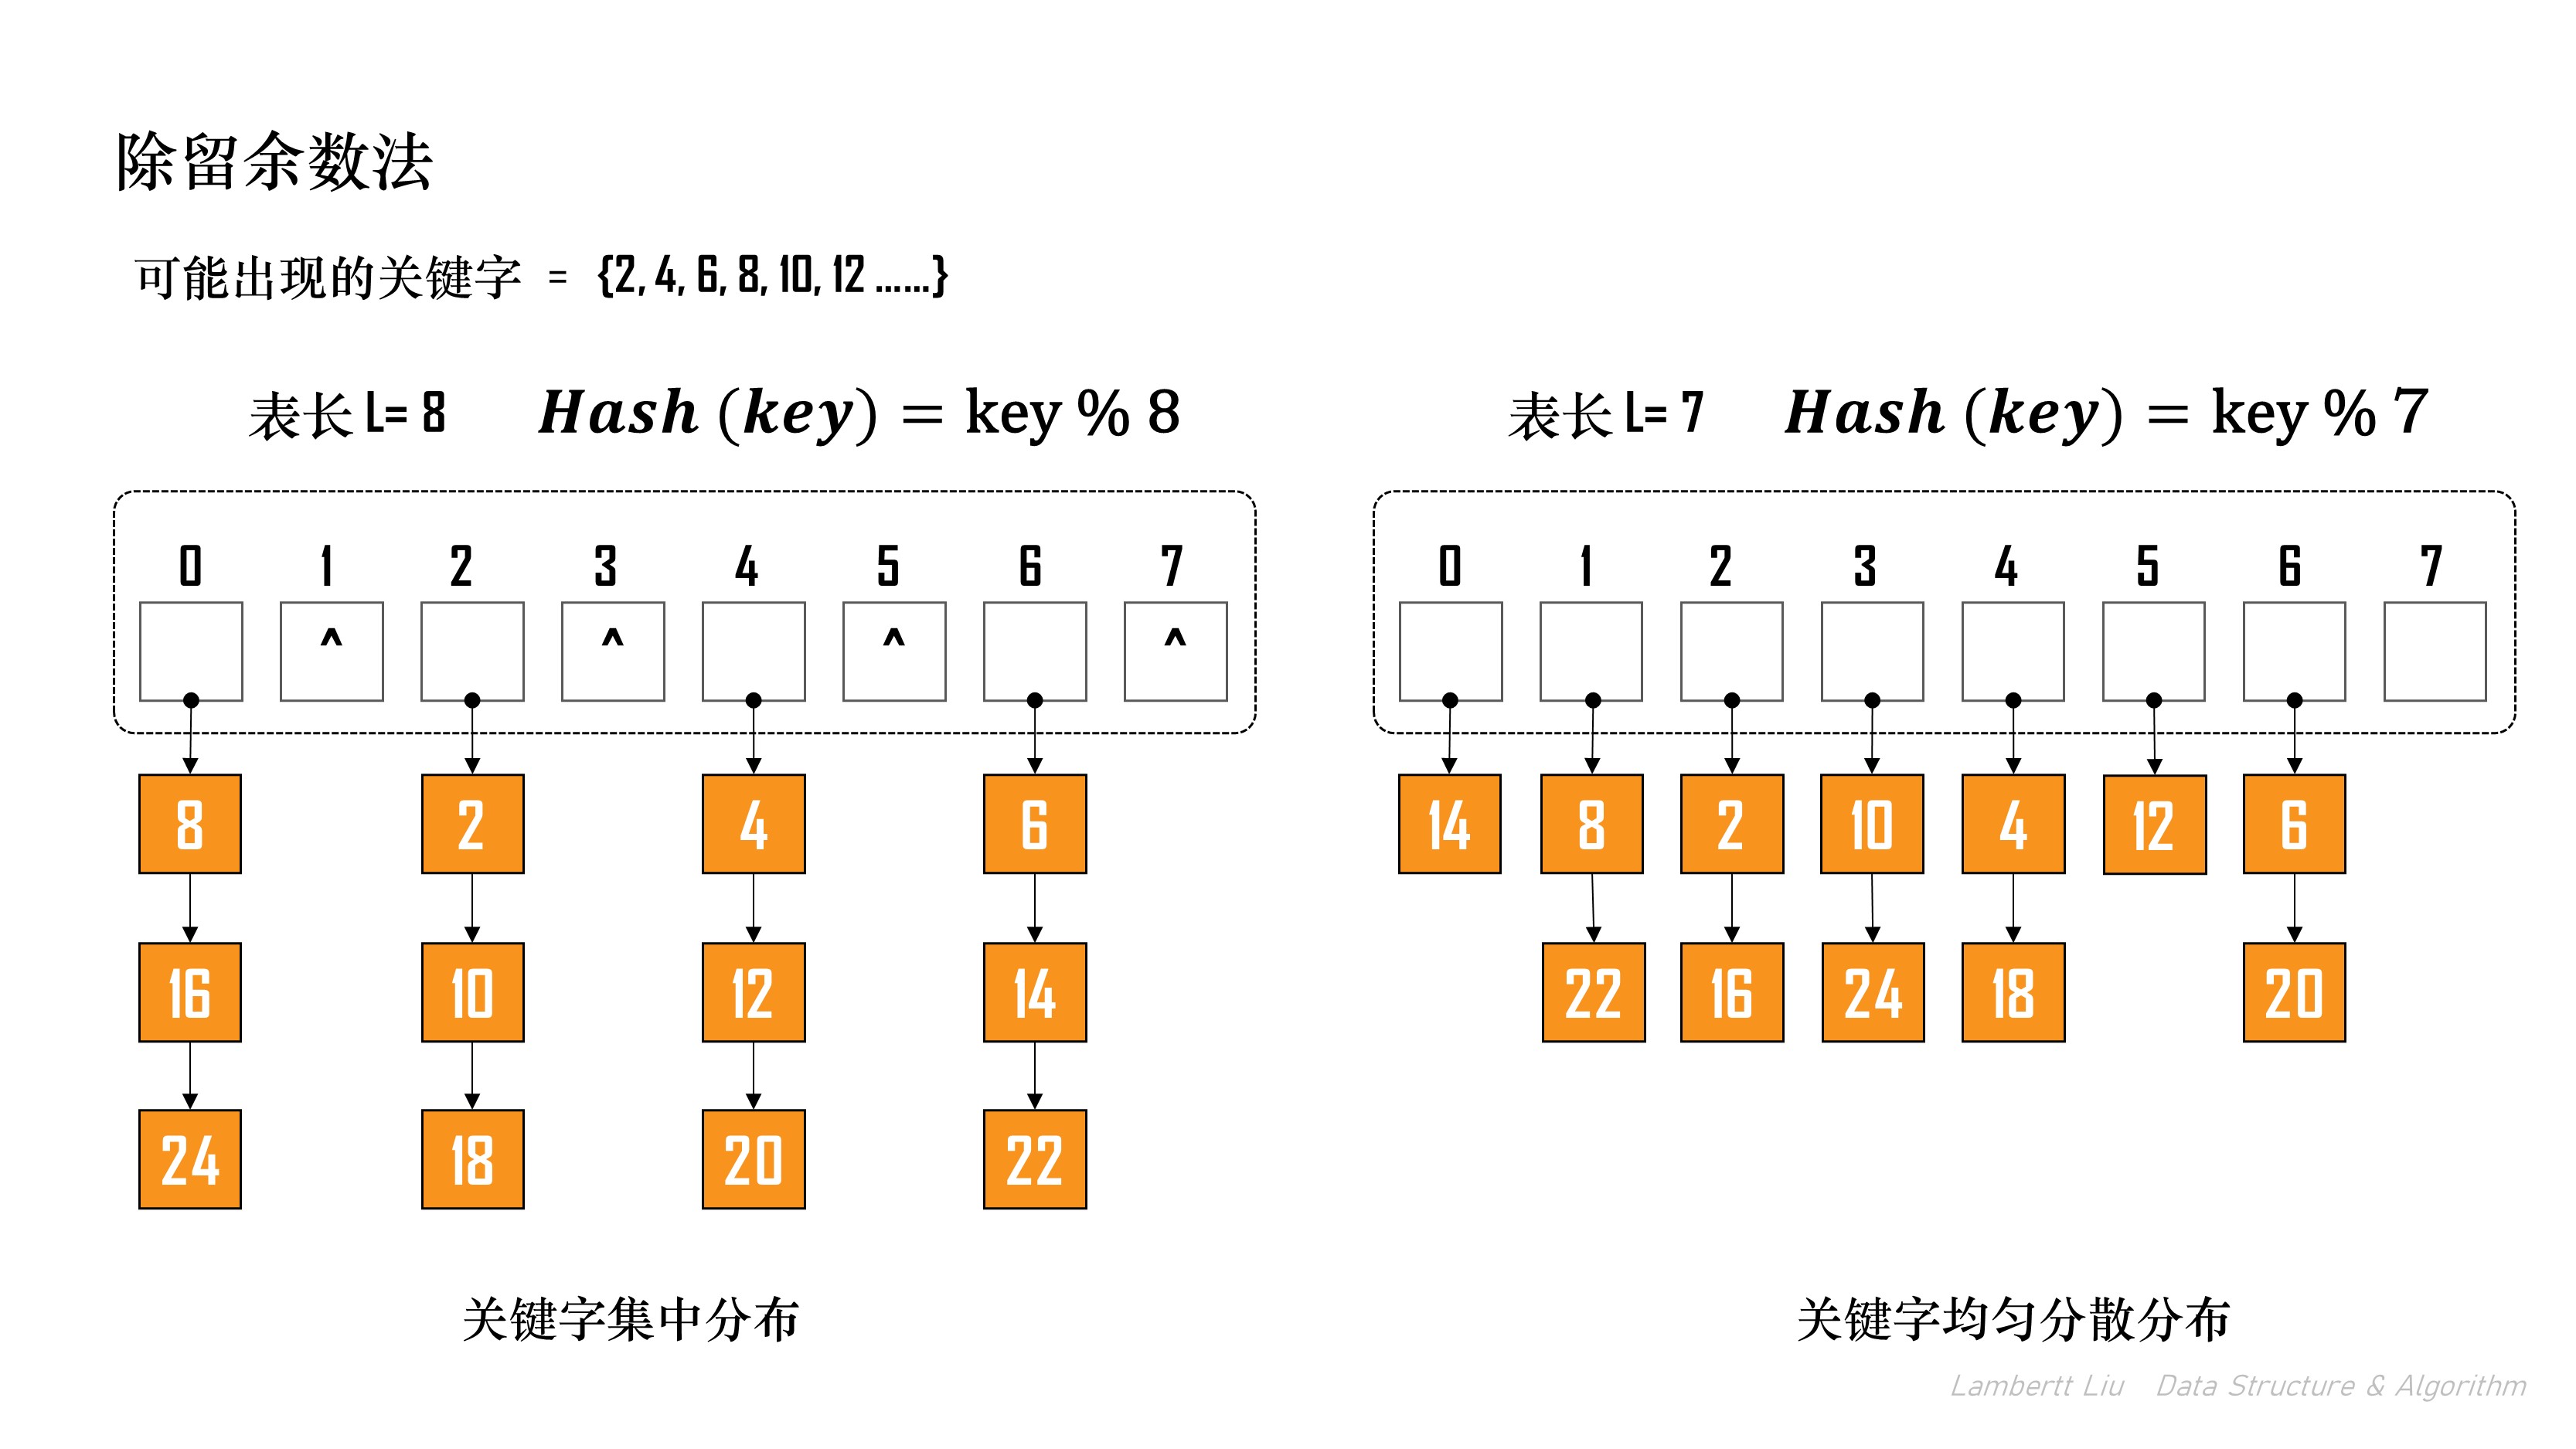 除留余数法
可能出现的关键字 = {2, 4, 6, 8, 10, 12 ......}
表长 L= 8 Hash (key) = key % 8
0 1 2 3 4 5 6 7
^ ^ ^ ^
8 2 4 6
16 10 12 14
24 18 20 22
关键字集中分布
表长 L= 7 Hash (key) = key % 7
0 1 2 3 4 5 6 7
14 8 2 10 4 12 6
22 16 24 18 20
关键字均匀分散分布
Lambertt Liu Data Structure & Algorithm